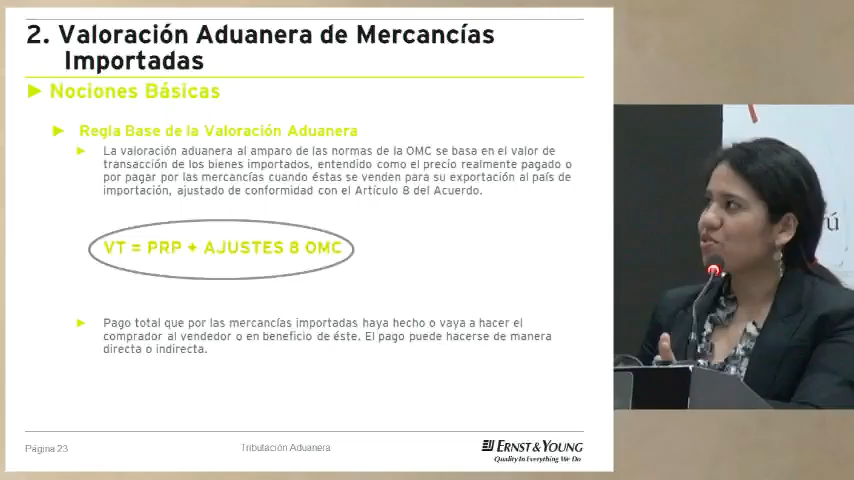 2. Valoración Aduanera de Mercancías
Importadas
► Nociones Básicas
► Regla Base de la Valoración Aduanera
► La valoración aduanera al amparo de las normas de la OMC se basa en el valor de
transacción de los bienes importados, entendido como el precio realmente pagado o
por pagar por las mercancías cuando éstas se venden para su exportación al país de
importación, ajustado de conformidad con el Artículo 8 del Acuerdo.
VT = PRP + AJUSTES 8 OMC
► Pago total que por las mercancías importadas haya hecho o vaya a hacer el
comprador al vendedor o en beneficio de éste. El pago puede hacerse de manera
directa o indirecta.
Página 23
Tributación Aduanera
ERNST & YOUNG
Quality In Everything We Do